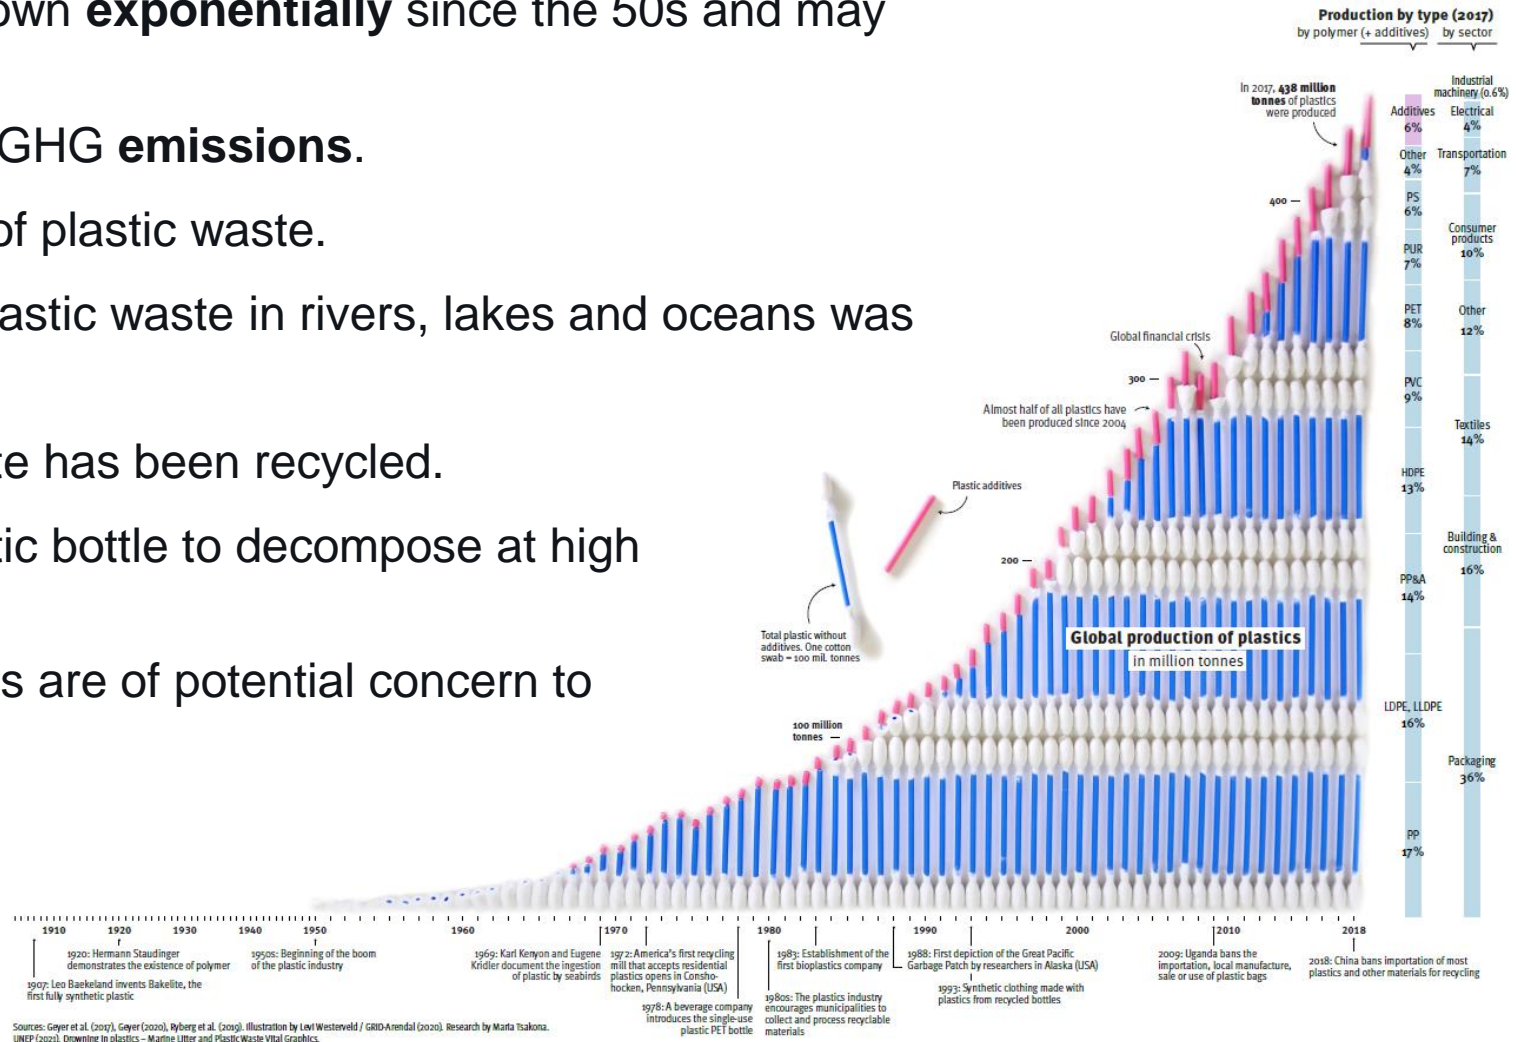 own exponentially since the 50s and may
GHG emissions.
of plastic waste.
astic waste in rivers, lakes and oceans was
te has been recycled.
tic bottle to decompose at high
s are of potential concern to
Production by type (2017)
by polymer (+ additives) by sector
In 2017, 438 million
tonnes of plastics
were produced
400
Global financial crisis
300
Almost half of all plastics have
been produced since 2004
Plastic additives
200
Total plastic without
additives. One cotton
swab = 100 mil. tonnes
100 million
tonnes
Global production of plastics
in million tonnes
Additives
6%
Other
4%
PS
6%
PUR
7%
PET
8%
PVC
9%
HDPE
13%
PP&A
14%
LDPE, LLDPE
16%
PP
17%
Industrial
machinery (0.6%)
Electrical
4%
Transportation
7%
Consumer
products
10%
Other
12%
Textiles
14%
Building &
construction
16%
Packaging
36%
1910 1920 1930 1940 1950 1960 1970 1980 1990 2000 2010 2018
1907: Leo Baekeland invents Bakelite, the
first fully synthetic plastic
1920: Hermann Staudinger
demonstrates the existence of polymer
1950s: Beginning of the boom
of the plastic industry
1969: Karl Kenyon and Eugene
Kridler document the ingestion
of plastic by seabirds
1972: America's first recycling
mill that accepts residential
plastics opens in Consho-
hocken, Pennsylvania (USA)
1978: A beverage company
introduces the single-use
plastic PET bottle
1980s: The plastics industry
encourages municipalities to
collect and process recyclable
materials
1983: Establishment of the
first bioplastics company
1988: First depiction of the Great Pacific
Garbage Patch by researchers in Alaska (USA)
1993: Synthetic clothing made with
plastics from recycled bottles
2009: Uganda bans the
importation, local manufacture,
sale or use of plastic bags
2018: China bans importation of most
plastics and other materials for recycling
Sources: Geyer et al. (2017), Geyer (2020), Ryberg et al. (2019). Illustration by Levi Westerveld / GRID-Arendal (2020). Research by Maria Tsakona.
UNEP (2021). Drowning in plastics – Marine Litter and Plastic Waste Vital Graphics.